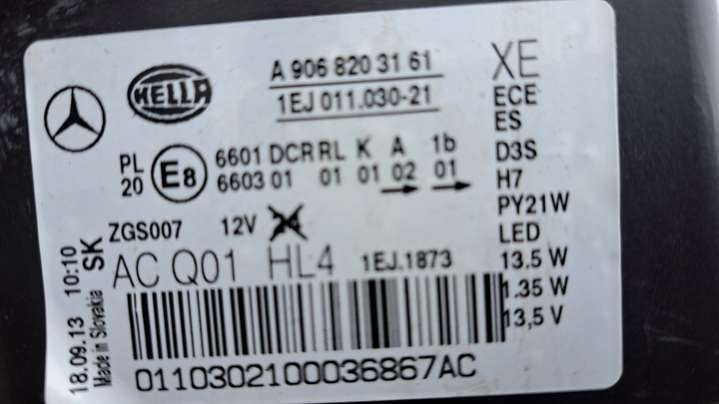 HELLA
A 906 820 31 61
1EJ 011.030-21
XE
ECE
ES
D3S
H7
PY21W
LED
13.5 W
1.35 W
13,5 V
PL
20
E8
6601 DCR RL K A 1b
6603 01 01 01 02 01
ZGS007 12V
AC Q01 HL4 1EJ.1873
0110302100036867AC
18.09.13 10:10
Made in Slovakia SK